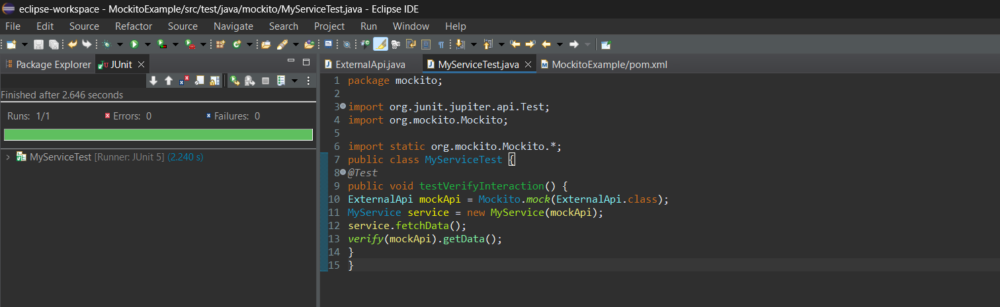 eclipse-workspace - MockitoExample/src/test/java/mockito/MyServiceTest.java - Eclipse IDE
File Edit Source Refactor Source Navigate Search Project Run Window Help
Package Explorer JUnit
Finished after 2.646 seconds
Runs: 1/1 Errors: 0 Failures: 0
MyServiceTest [Runner: JUnit 5] (2.240 s)
ExternalApi.java MyServiceTest.java MockitoExample/pom.xml
1 package mockito;
2
3 import org.junit.jupiter.api.Test;
4 import org.mockito.Mockito;
5
6 import static org.mockito.Mockito.*;
7 public class MyServiceTest {
8 @Test
9 public void testVerifyInteraction() {
10 ExternalApi mockApi = Mockito.mock(ExternalApi.class);
11 MyService service = new MyService(mockApi);
12 service.fetchData();
13 verify(mockApi).getData();
14 }
15 }